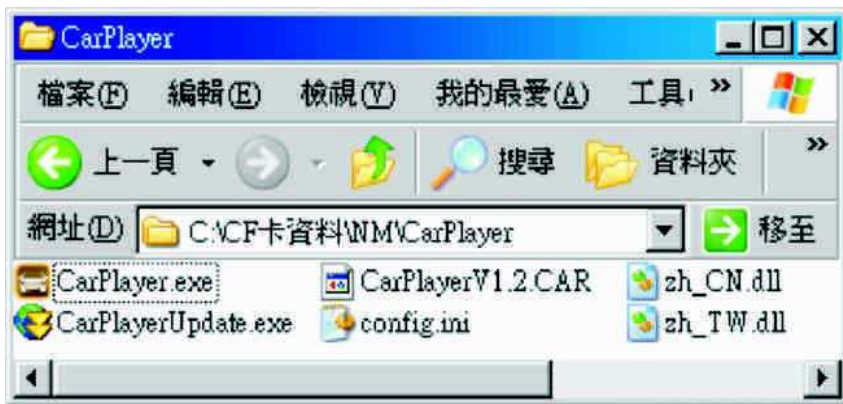 CarPlayer
檔案(F) 編輯(E) 檢視(V) 我的最愛(A) 工具( »
上一頁 搜尋 資料夾 »
網址(D) C:\CF卡資料\NM\CarPlayer 移至
CarPlayer.exe CarPlayerV1.2.CAR zh_CN.dll
CarPlayerUpdate.exe config.ini zh_TW.dll